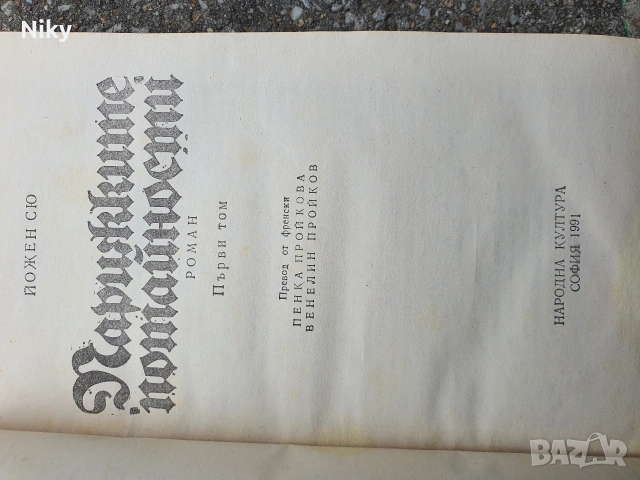 Niky
ЙОЖЕН СЮ
Парижките
потайности
РОМАН
Първи том
Превод от френски
ПЕНКА ПРОЙКОВА
ВЕНЕЛИН ПРОЙКОВ
НАРОДНА КУЛТУРА
СОФИЯ 1991
BAZAR